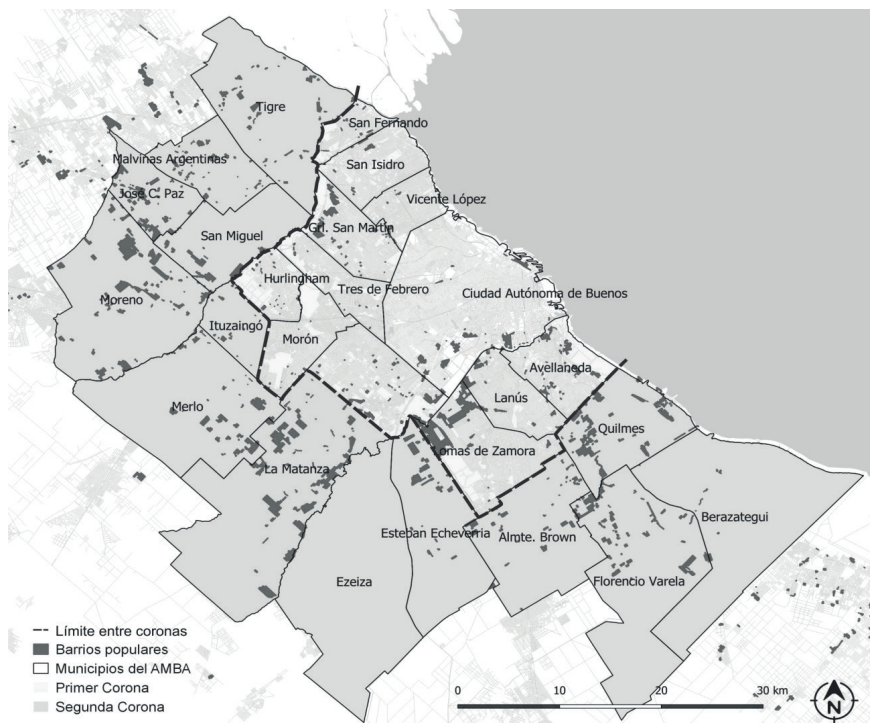 Tigre
San Fernando
San Isidro
Malvinas Argentinas
José C. Paz
Vicente López
San Miguel
Grl. San Martín
Hurlingham
Tres de Febrero
Ciudad Autónoma de Buenos
Moreno
Ituzaingó
Morón
Avellaneda
Lanús
Merlo
Quilmes
Lomas de Zamora
La Matanza
Berazategui
Esteban Echeverría
Almte. Brown
Ezeiza
Florencio Varela
Límite entre coronas
Barrios populares
Municipios del AMBA
Primer Corona
Segunda Corona
0 10 20 30 km
N